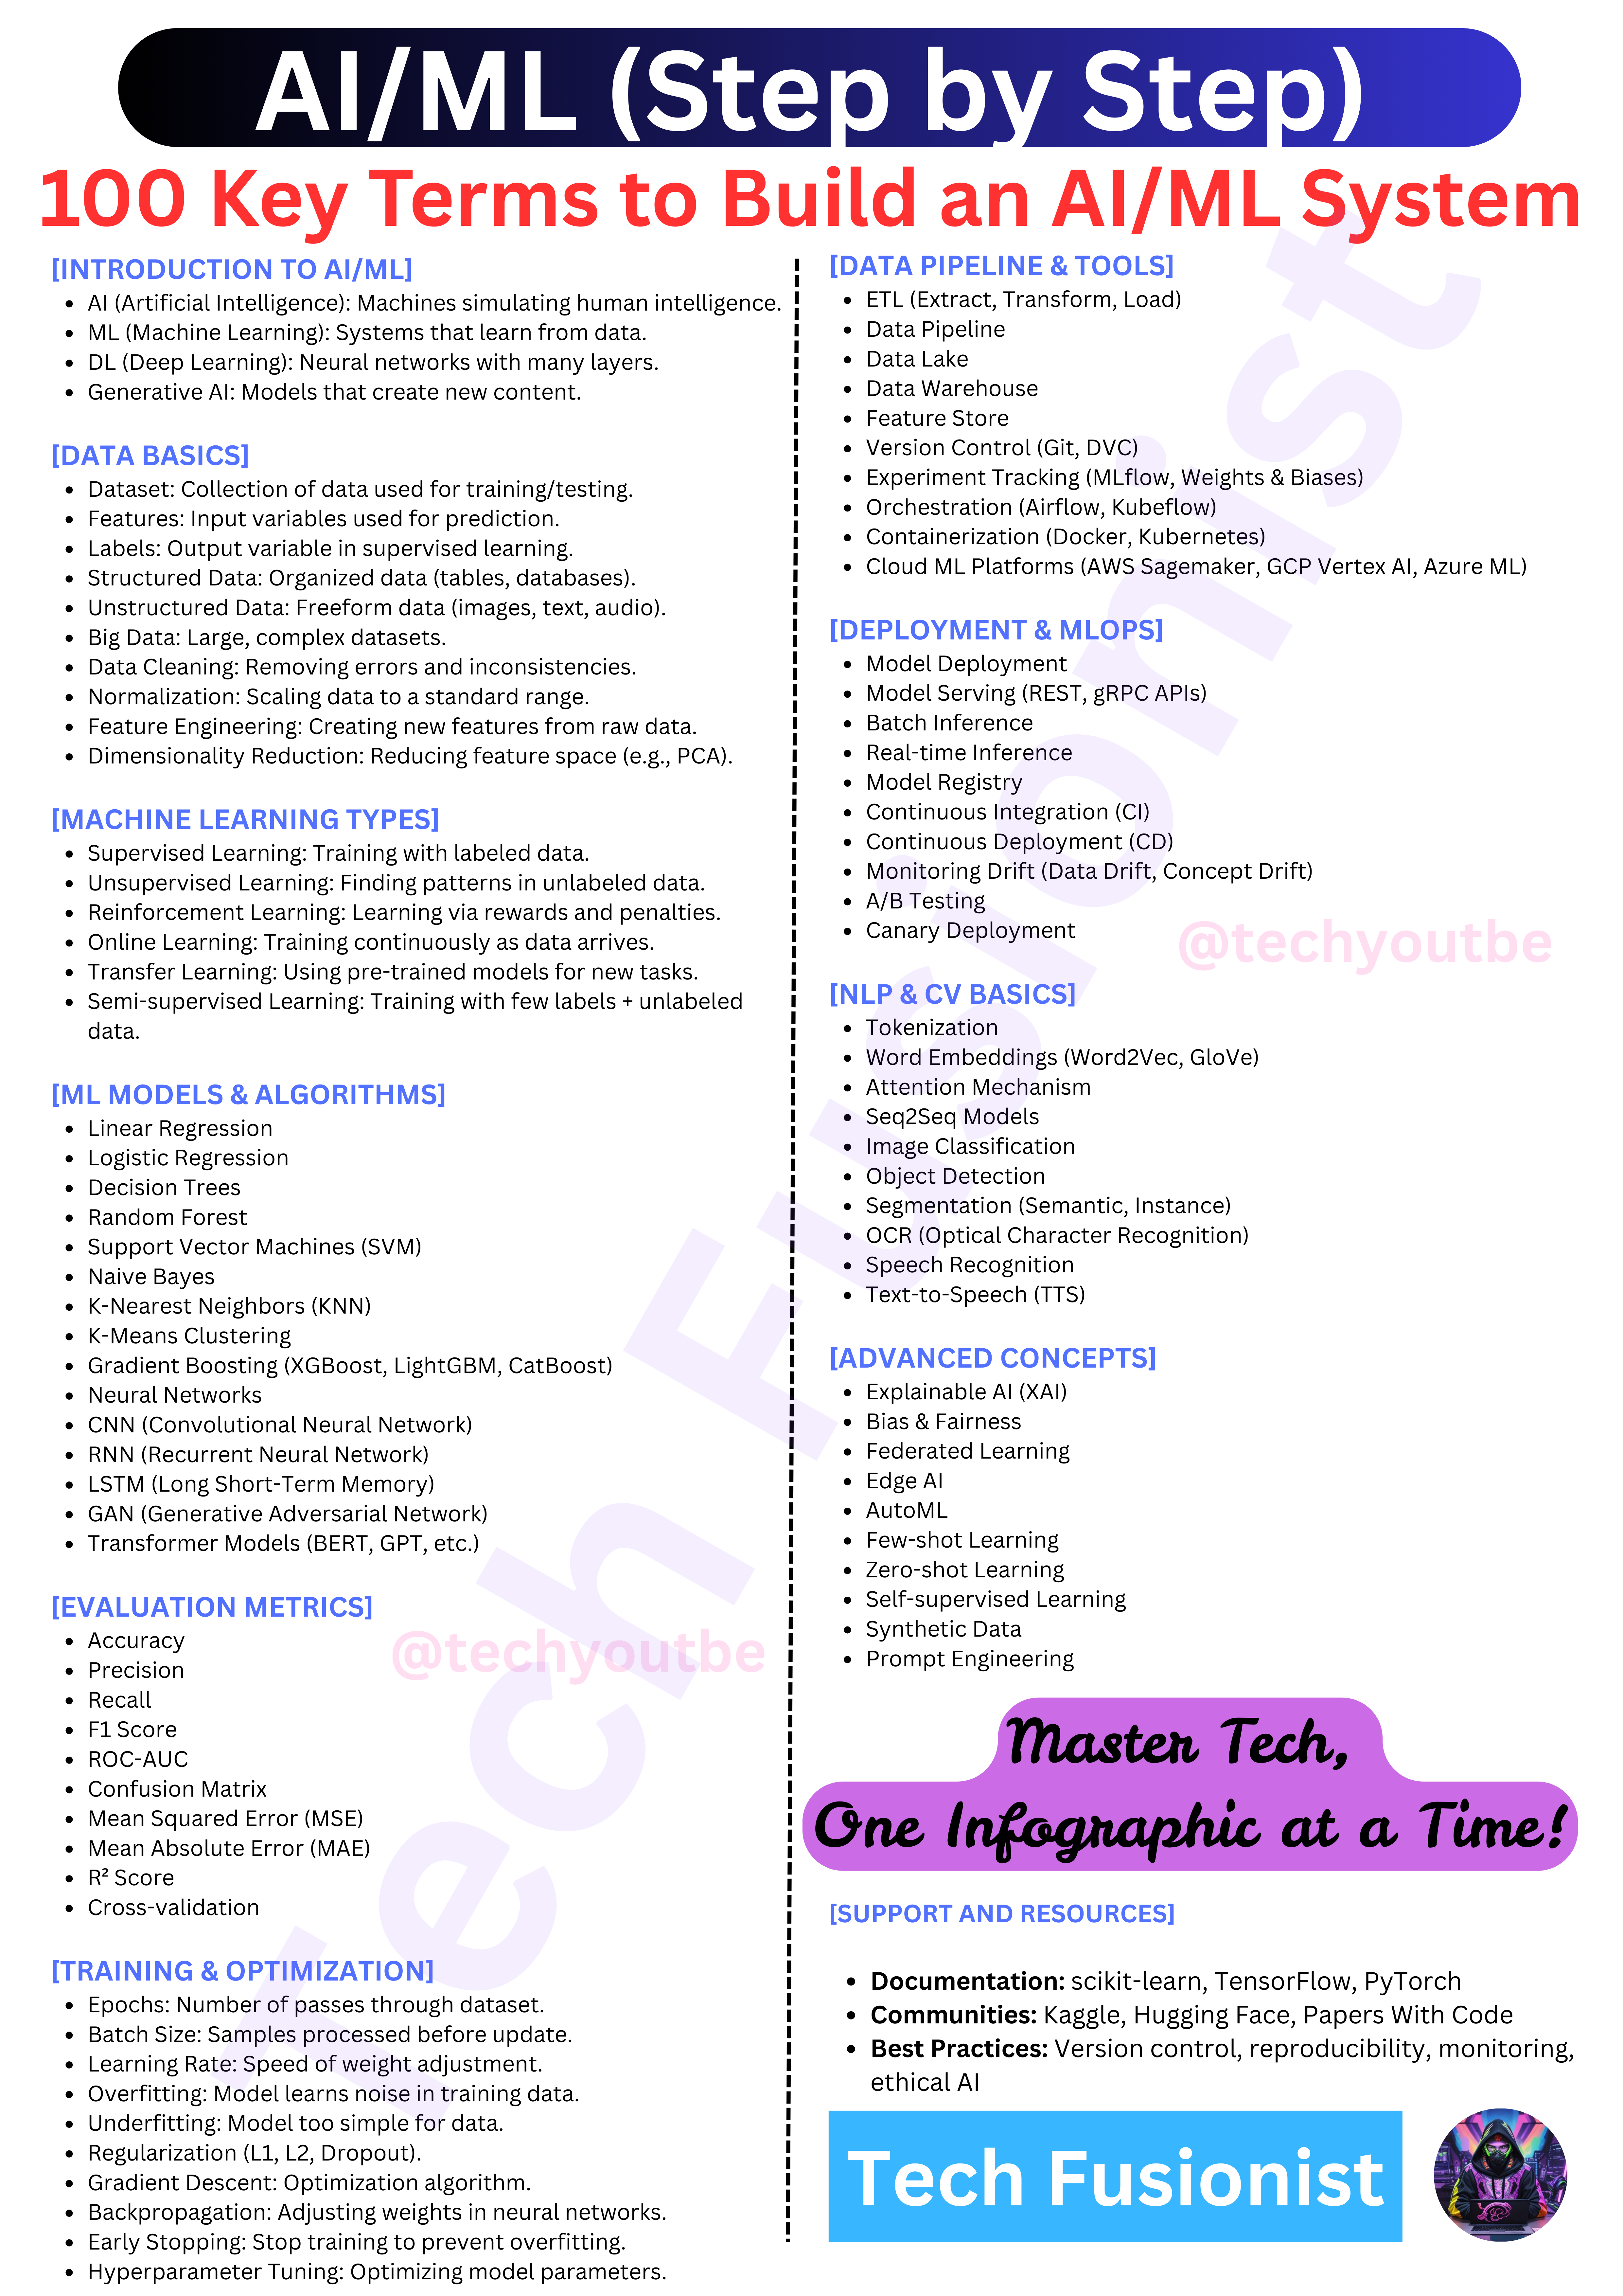 AI/ML (Step by Step)
100 Key Terms to Build an AI/ML System
[INTRODUCTION TO AI/ML]
• AI (Artificial Intelligence): Machines simulating human intelligence.
• ML (Machine Learning): Systems that learn from data.
• DL (Deep Learning): Neural networks with many layers.
• Generative AI: Models that create new content.
[DATA BASICS]
• Dataset: Collection of data used for training/testing.
• Features: Input variables used for prediction.
• Labels: Output variable in supervised learning.
• Structured Data: Organized data (tables, databases).
• Unstructured Data: Freeform data (images, text, audio).
• Big Data: Large, complex datasets.
• Data Cleaning: Removing errors and inconsistencies.
• Normalization: Scaling data to a standard range.
• Feature Engineering: Creating new features from raw data.
• Dimensionality Reduction: Reducing feature space (e.g., PCA).
[MACHINE LEARNING TYPES]
• Supervised Learning: Training with labeled data.
• Unsupervised Learning: Finding patterns in unlabeled data.
• Reinforcement Learning: Learning via rewards and penalties.
• Online Learning: Training continuously as data arrives.
• Transfer Learning: Using pre-trained models for new tasks.
• Semi-supervised Learning: Training with few labels + unlabeled
data.
[ML MODELS & ALGORITHMS]
• Linear Regression
• Logistic Regression
• Decision Trees
• Random Forest
• Support Vector Machines (SVM)
• Naive Bayes
• K-Nearest Neighbors (KNN)
• K-Means Clustering
• Gradient Boosting (XGBoost, LightGBM, CatBoost)
• Neural Networks
• CNN (Convolutional Neural Network)
• RNN (Recurrent Neural Network)
• LSTM (Long Short-Term Memory)
• GAN (Generative Adversarial Network)
• Transformer Models (BERT, GPT, etc.)
[EVALUATION METRICS]
• Accuracy
• Precision
• Recall
• F1 Score
• ROC-AUC
• Confusion Matrix
• Mean Squared Error (MSE)
• Mean Absolute Error (MAE)
• R² Score
• Cross-validation
@techyoutbe
[TRAINING & OPTIMIZATION]
• Epochs: Number of passes through dataset.
• Batch Size: Samples processed before update.
• Learning Rate: Speed of weight adjustment.
• Overfitting: Model learns noise in training data.
• Underfitting: Model too simple for data.
• Regularization (L1, L2, Dropout).
• Gradient Descent: Optimization algorithm.
• Backpropagation: Adjusting weights in neural networks.
• Early Stopping: Stop training to prevent overfitting.
• Hyperparameter Tuning: Optimizing model parameters.
[DATA PIPELINE & TOOLS]
• ETL (Extract, Transform, Load)
• Data Pipeline
• Data Lake
• Data Warehouse
• Feature Store
• Version Control (Git, DVC)
• Experiment Tracking (MLflow, Weights & Biases)
• Orchestration (Airflow, Kubeflow)
• Containerization (Docker, Kubernetes)
• Cloud ML Platforms (AWS Sagemaker, GCP Vertex AI, Azure ML)
[DEPLOYMENT & MLOPS]
• Model Deployment
• Model Serving (REST, gRPC APIs)
• Batch Inference
• Real-time Inference
• Model Registry
• Continuous Integration (CI)
• Continuous Deployment (CD)
• Monitoring Drift (Data Drift, Concept Drift)
• A/B Testing
• Canary Deployment
@techyoutbe
[NLP & CV BASICS]
• Tokenization
• Word Embeddings (Word2Vec, GloVe)
• Attention Mechanism
• Seq2Seq Models
• Image Classification
• Object Detection
• Segmentation (Semantic, Instance)
• OCR (Optical Character Recognition)
• Speech Recognition
• Text-to-Speech (TTS)
[ADVANCED CONCEPTS]
• Explainable AI (XAI)
• Bias & Fairness
• Federated Learning
• Edge AI
• AutoML
• Few-shot Learning
• Zero-shot Learning
• Self-supervised Learning
• Synthetic Data
• Prompt Engineering
Master Tech,
One Infographic at a Time!
[SUPPORT AND RESOURCES]
• Documentation: scikit-learn, TensorFlow, PyTorch
• Communities: Kaggle, Hugging Face, Papers With Code
• Best Practices: Version control, reproducibility, monitoring,
ethical AI
Tech Fusionist
Tech Fusionist